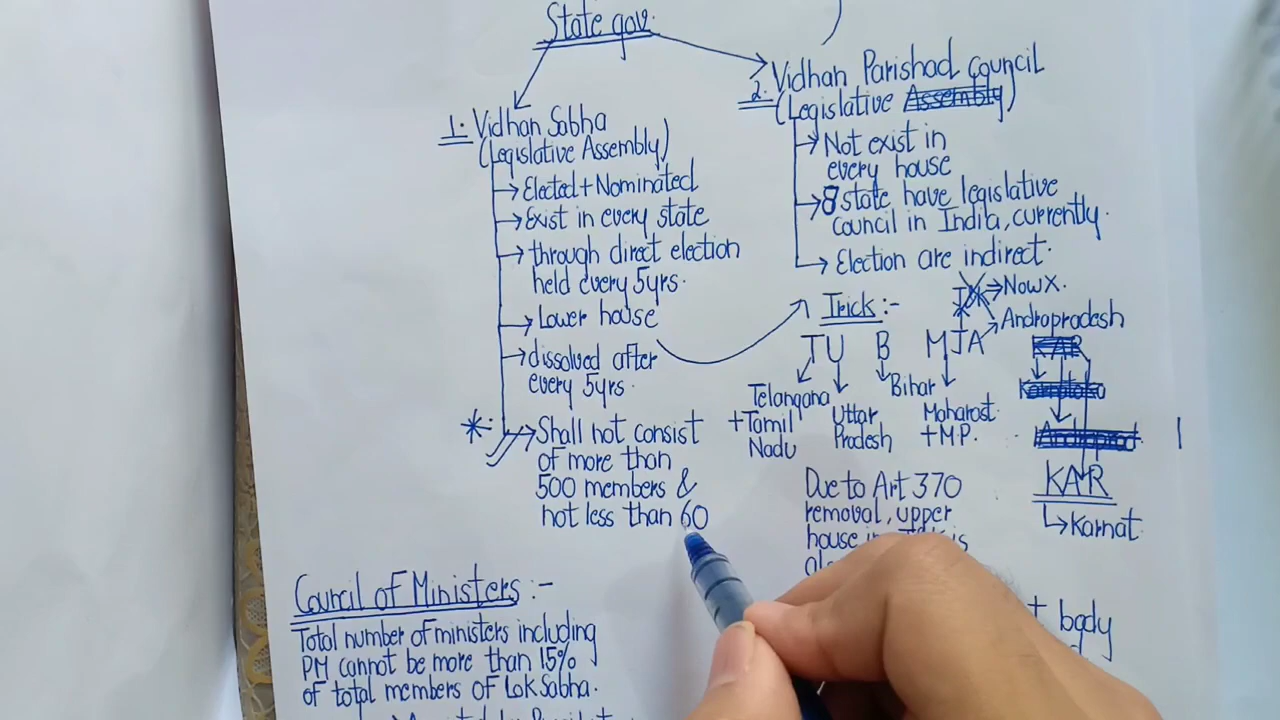 State gov.
1. Vidhan Sabha
(Legislative Assembly)
→ Elected + Nominated
→ Exist in every state
→ through direct election
held every 5yrs.
→ Lower house
→ dissolved after
every 5yrs.
*: → Shall not consist
of more than
500 members &
not less than 60
2. Vidhan Parishad council
(Legislative Assembly)
→ Not exist in
every house
→ 8 state have legislative
council in India, currently.
→ Election are indirect.
Trick :-
→ Now X.
Andropradesh
T U B M J A
Telangana
+ Tamil
Nadu
Uttar
Pradesh
Bihar
Maharast.
+ M.P.
KAR
KAR
Karnat.
Due to Art 370
removal, upper
Council of Ministers :-
Total number of ministers including
PM cannot be more than 15%
of total members of Lok Sabha.
body